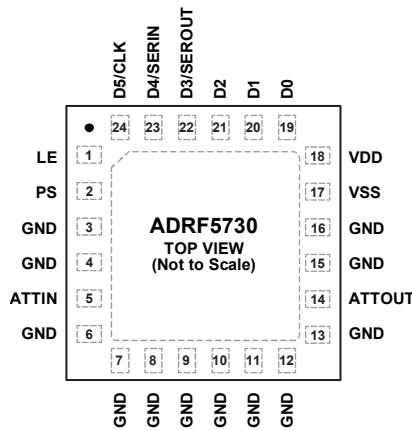 D5/CLK
D4/SERIN
D3/SEROUT
D2
D1
D0
24
23
22
21
20
19
LE 1
PS 2
GND 3
GND 4
ATTIN 5
GND 6
18 VDD
17 VSS
16 GND
15 GND
14 ATTOUT
13 GND
ADRF5730
TOP VIEW
(Not to Scale)
7
8
9
10
11
12
GND
GND
GND
GND
GND
GND